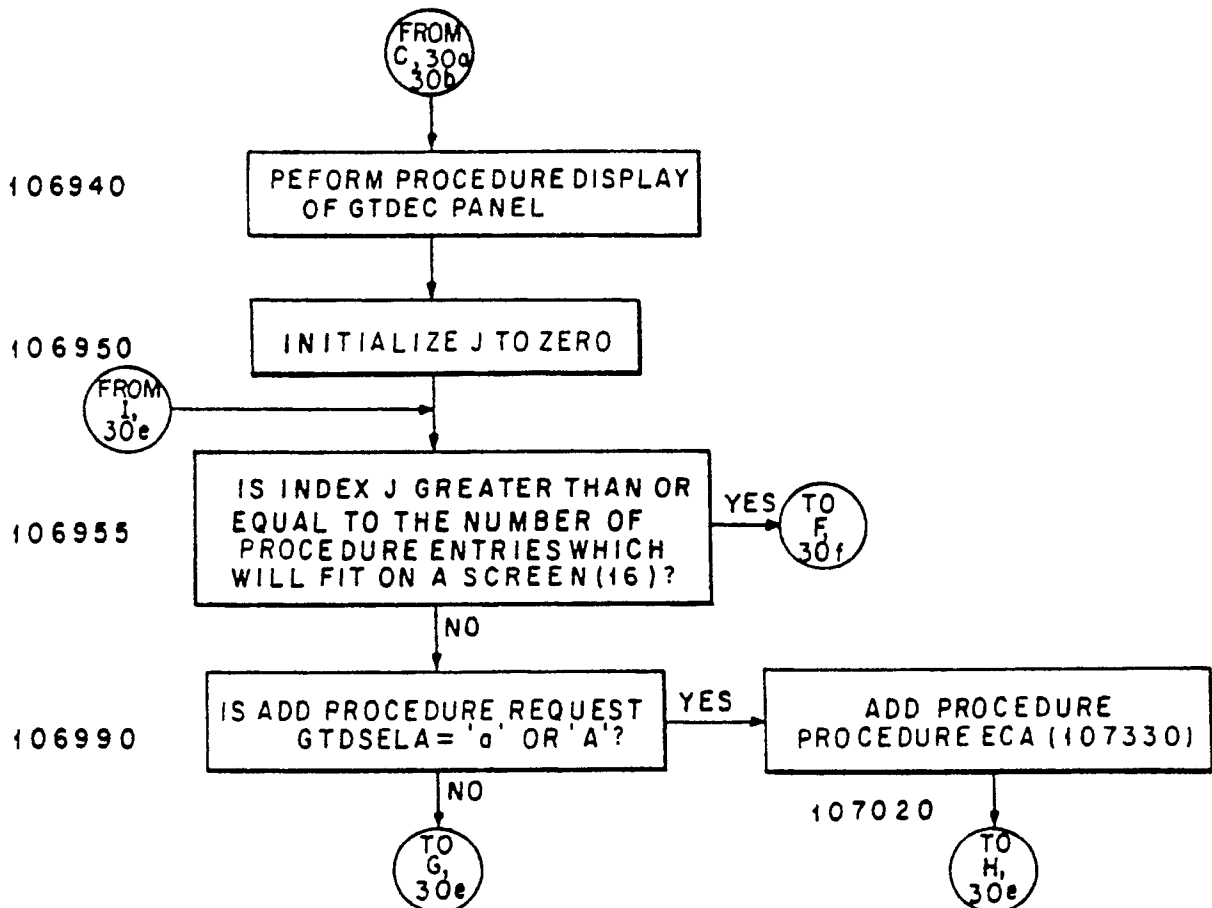 FROM
C, 30a
30b
106940
PEFORM PROCEDURE DISPLAY
OF GTDEC PANEL
106950
INITIALIZE J TO ZERO
FROM
I,
30e
106955
IS INDEX J GREATER THAN OR
EQUAL TO THE NUMBER OF
PROCEDURE ENTRIES WHICH
WILL FIT ON A SCREEN (16)?
YES
TO
F,
30f
NO
106990
IS ADD PROCEDURE REQUEST
GTDSELA = 'a' OR 'A'?
YES
ADD PROCEDURE
PROCEDURE ECA (107330)
NO
107020
TO
G,
30e
TO
H,
30e